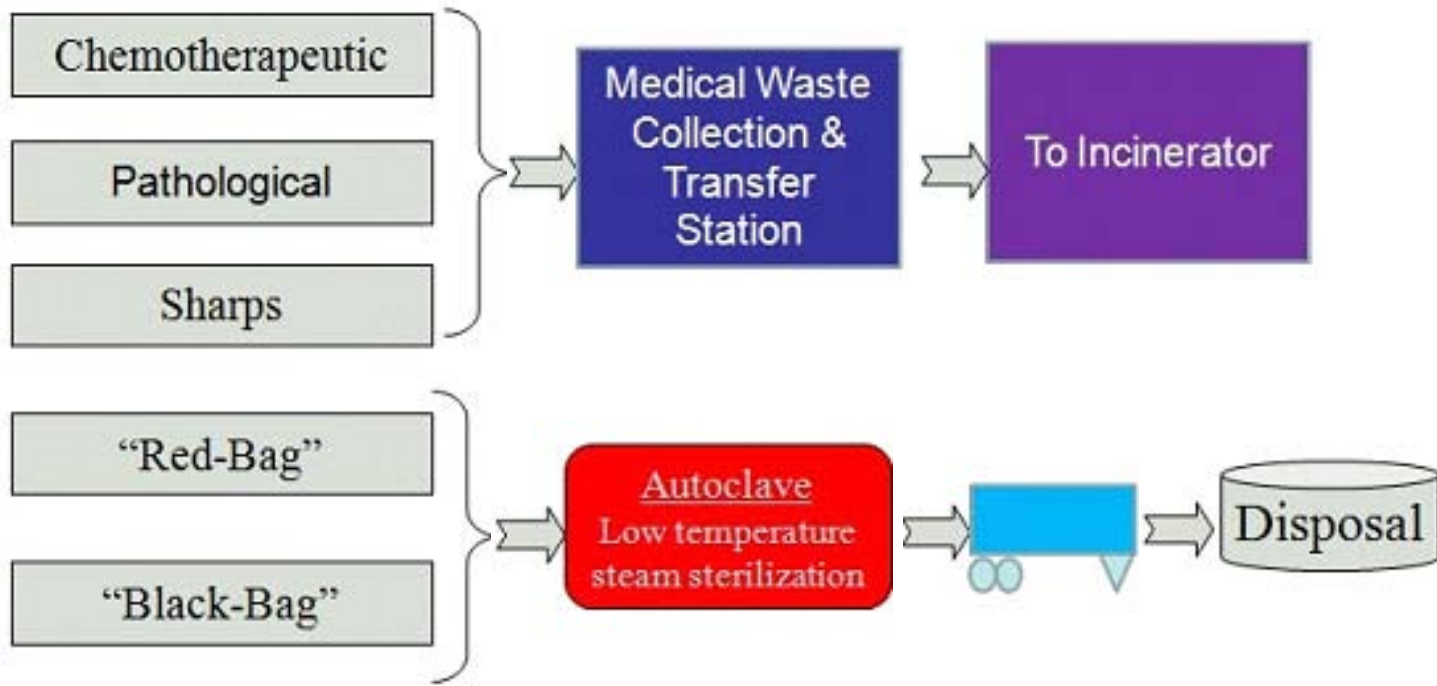 Chemotherapeutic
Pathological
Sharps
Medical Waste
Collection &
Transfer
Station
To Incinerator
“Red-Bag”
“Black-Bag”
Autoclave
Low temperature
steam sterilization
Disposal